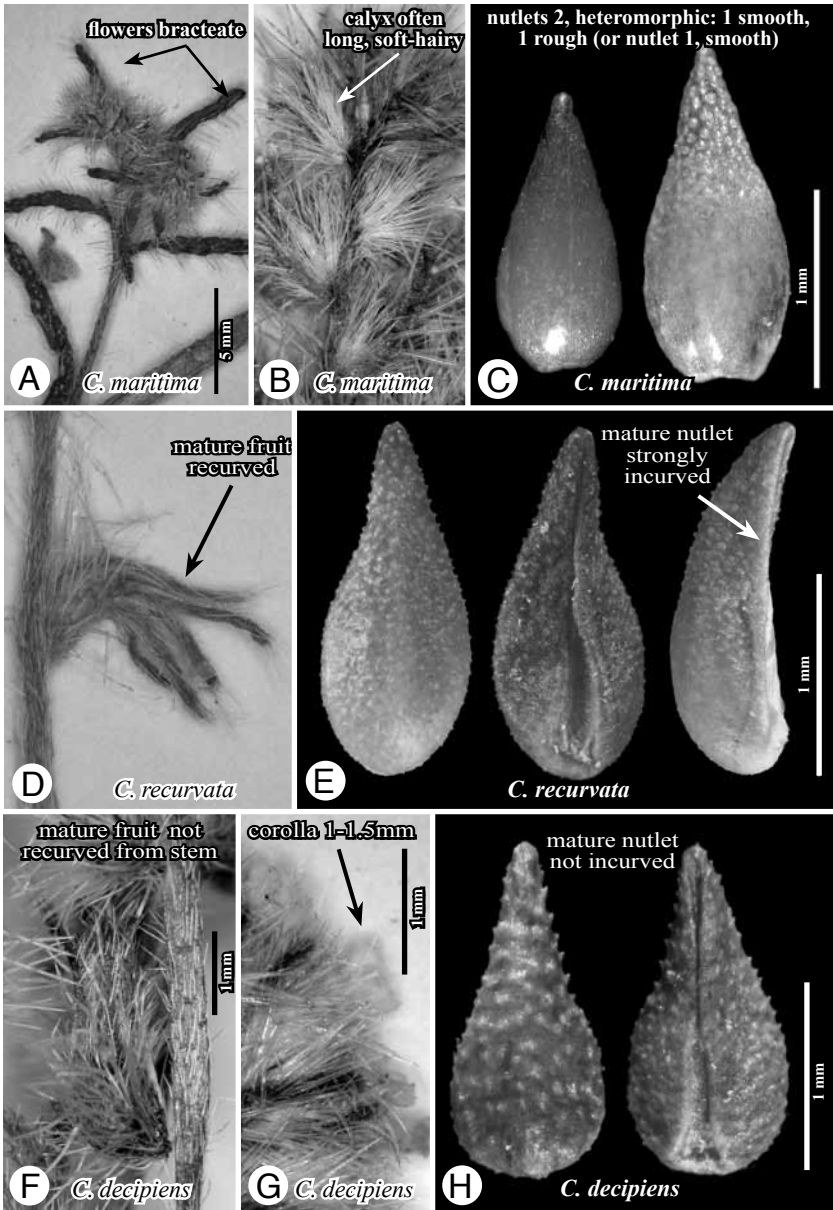 flowers bracteate
5 mm
A
C. maritima
calyx often
long, soft-hairy
B
C. maritima
nutlets 2, heteromorphic: 1 smooth,
1 rough (or nutlet 1, smooth)
1 mm
C
C. maritima
mature fruit
recurved
D
C. recurvata
mature nutlet
strongly
incurved
1 mm
E
C. recurvata
mature fruit not
recurved from stem
1 mm
F
C. decipiens
corolla 1-1.5mm
1 mm
G
C. decipiens
mature nutlet
not incurved
1 mm
H
C. decipiens